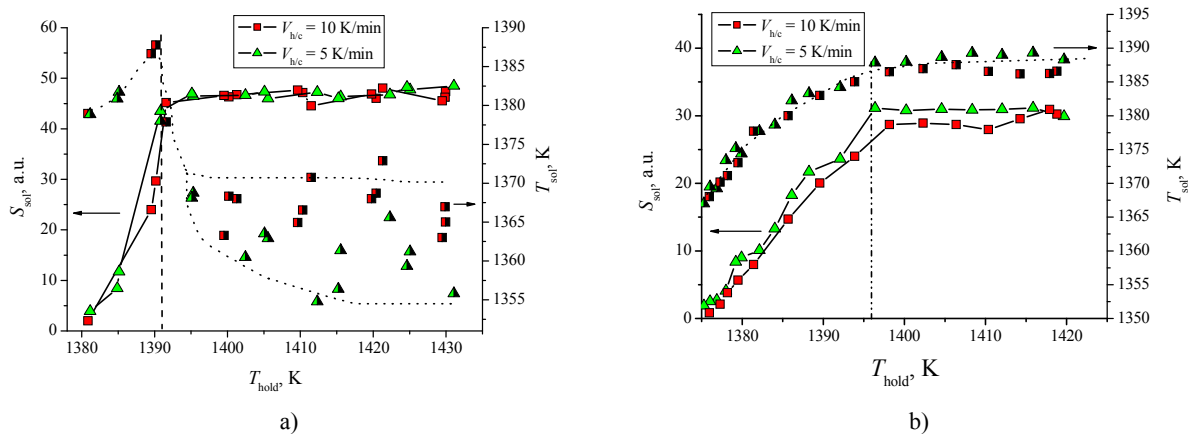 V_h/c = 10 K/min
V_h/c = 5 K/min
60
50
40
30
20
10
0
S_sol, a.u.
1390
1385
1380
1375
1370
1365
1360
1355
T_sol, K
1380 1390 1400 1410 1420 1430
T_hold, K
a)
V_h/c = 10 K/min
V_h/c = 5 K/min
40
30
20
10
0
S_sol, a.u.
1395
1390
1385
1380
1375
1370
1365
1360
1355
1350
T_sol, K
1380 1390 1400 1410 1420
T_hold, K
b)